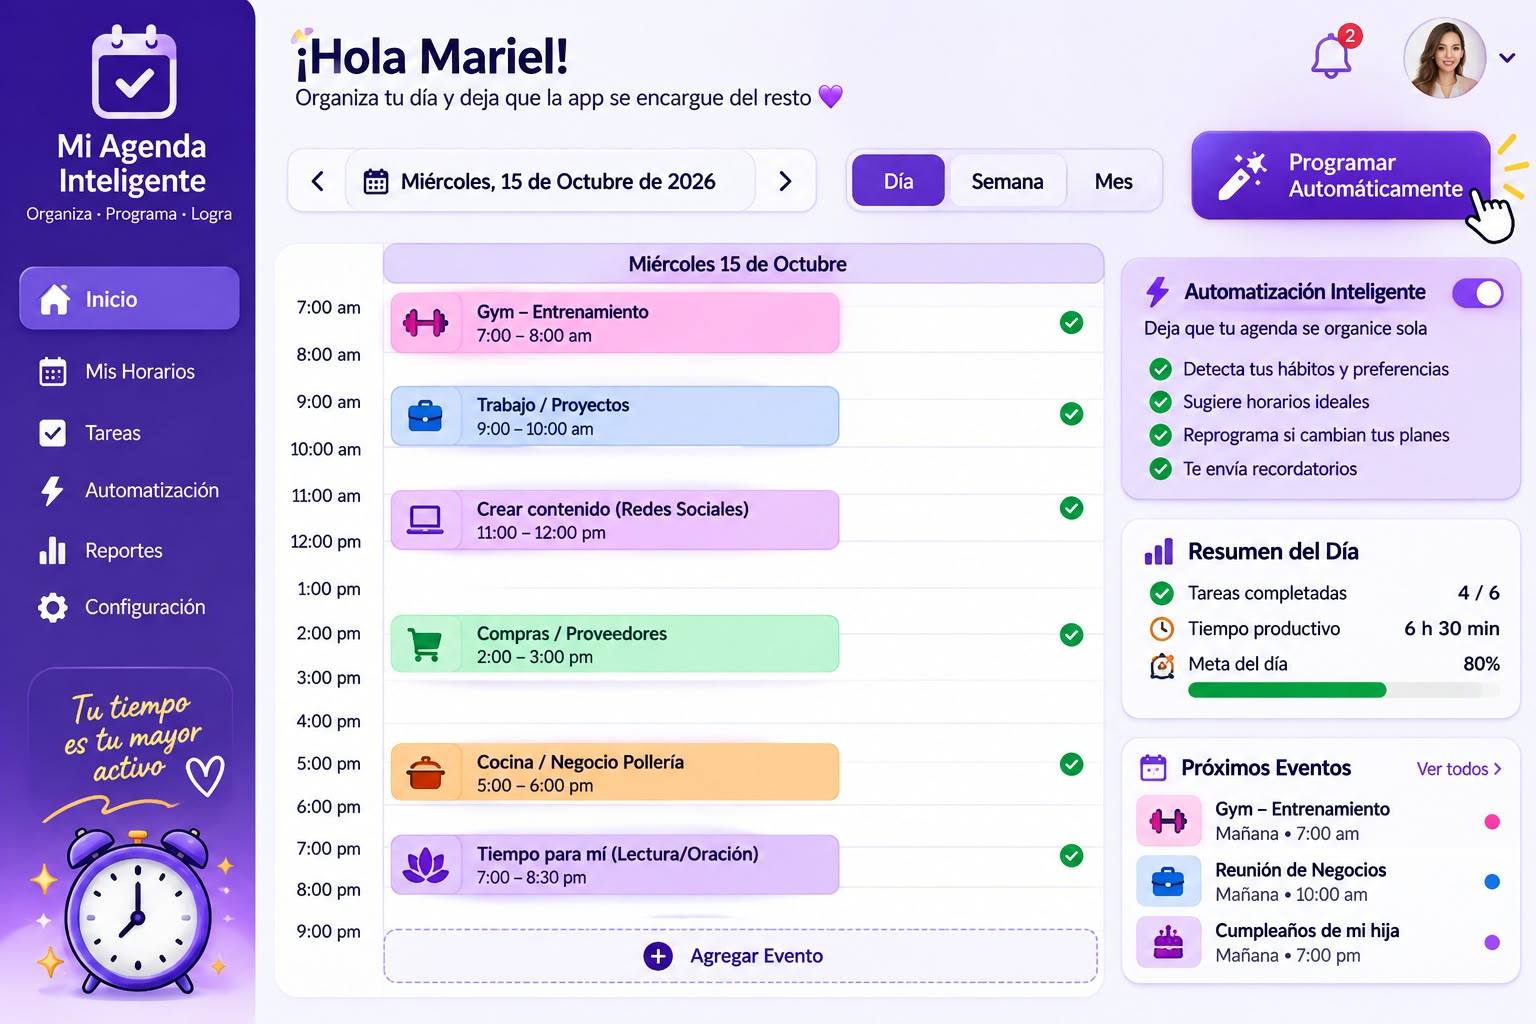 Mi Agenda
Inteligente
Organiza • Programa • Logra
Inicio
Mis Horarios
Tareas
Automatización
Reportes
Configuración
Tu tiempo
es tu mayor
activo
¡Hola Mariel!
Organiza tu día y deja que la app se encargue del resto
2
Miércoles, 15 de Octubre de 2026
Día
Semana
Mes
Programar
Automáticamente
Miércoles 15 de Octubre
7:00 am
Gym – Entrenamiento
7:00 – 8:00 am
8:00 am
9:00 am
Trabajo / Proyectos
9:00 – 10:00 am
10:00 am
11:00 am
Crear contenido (Redes Sociales)
11:00 – 12:00 pm
12:00 pm
1:00 pm
2:00 pm
Compras / Proveedores
2:00 – 3:00 pm
3:00 pm
4:00 pm
5:00 pm
Cocina / Negocio Pollería
5:00 – 6:00 pm
6:00 pm
7:00 pm
Tiempo para mí (Lectura/Oración)
7:00 – 8:30 pm
8:00 pm
9:00 pm
Agregar Evento
Automatización Inteligente
Deja que tu agenda se organice sola
Detecta tus hábitos y preferencias
Sugiere horarios ideales
Reprograma si cambian tus planes
Te envía recordatorios
Resumen del Día
Tareas completadas 4 / 6
Tiempo productivo 6 h 30 min
Meta del día 80%
Próximos Eventos Ver todos
Gym – Entrenamiento
Mañana • 7:00 am
Reunión de Negocios
Mañana • 10:00 am
Cumpleaños de mi hija
Mañana • 7:00 pm